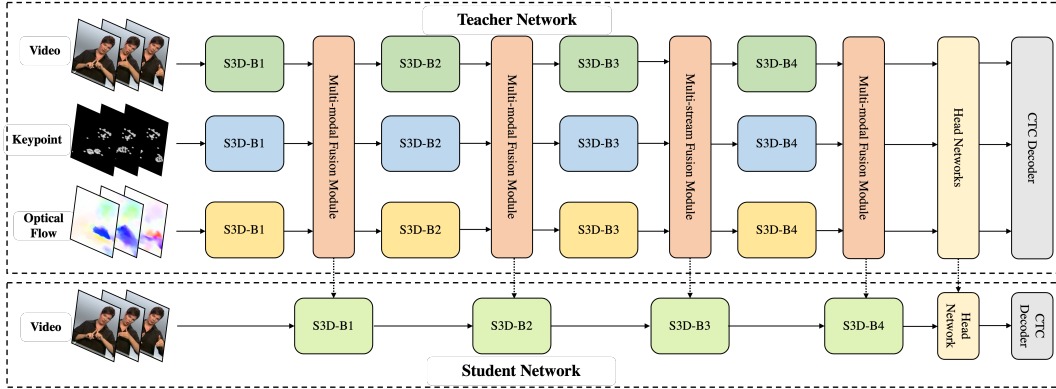 Teacher Network
Video
S3D-B1
S3D-B2
S3D-B3
S3D-B4
Keypoint
S3D-B1
S3D-B2
S3D-B3
S3D-B4
Optical
Flow
S3D-B1
S3D-B2
S3D-B3
S3D-B4
Multi-modal Fusion Module
Multi-modal Fusion Module
Multi-stream Fusion Module
Multi-modal Fusion Module
Head Networks
CTC Decoder
Video
S3D-B1
S3D-B2
S3D-B3
S3D-B4
Head
Network
CTC
Decoder
Student Network